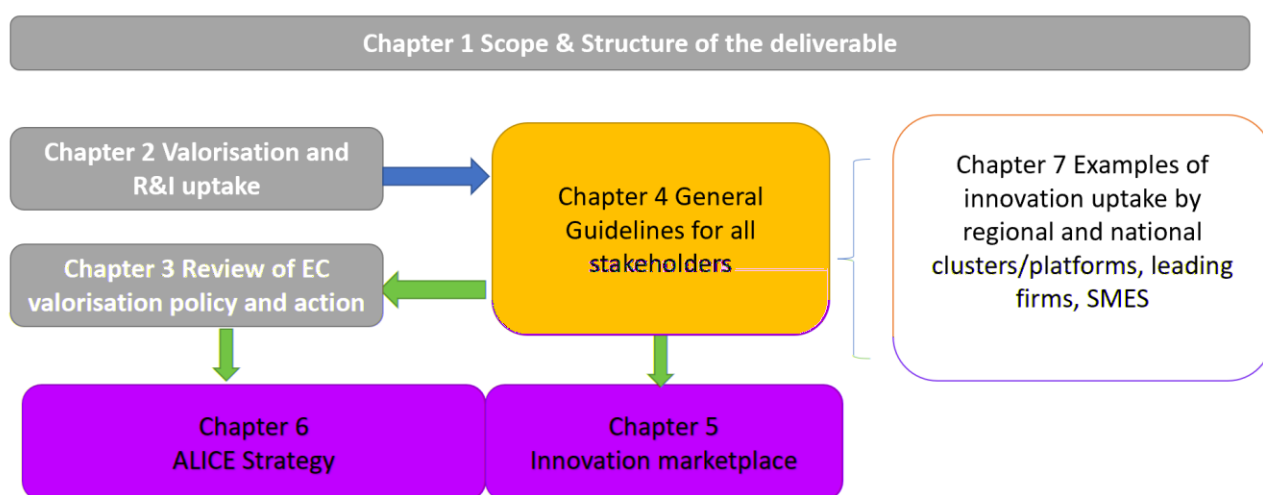 Chapter 1 Scope & Structure of the deliverable
Chapter 2 Valorisation and
R&I uptake
Chapter 3 Review of EC
valorisation policy and action
Chapter 4 General
Guidelines for all
stakeholders
Chapter 7 Examples of
innovation uptake by
regional and national
clusters/platforms, leading
firms, SMES
Chapter 6
ALICE Strategy
Chapter 5
Innovation marketplace